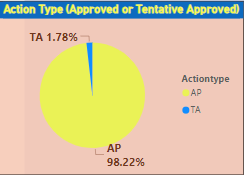 Action Type (Approved or Tentative Approved)
TA 1.78%
Actiontype
AP
TA
AP
98.22%